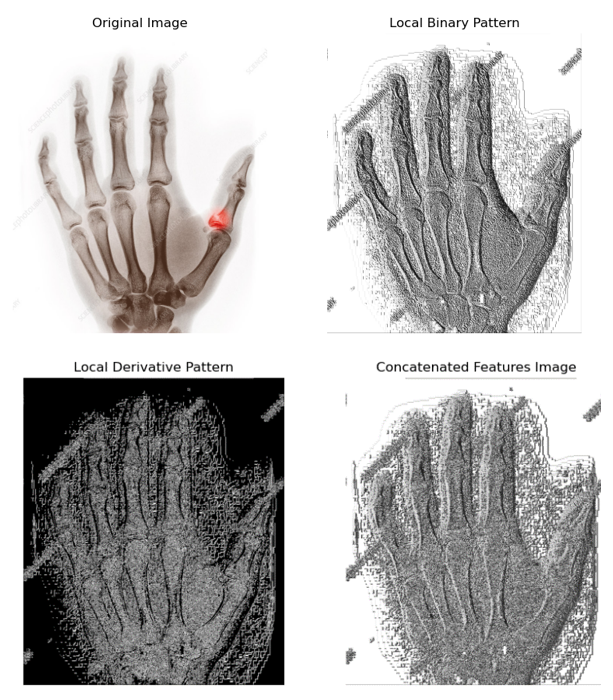 Original Image
Local Binary Pattern
Local Derivative Pattern
Concatenated Features Image